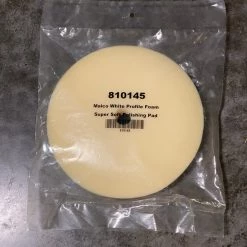 810145
Malco White Profile Foam
Super Soft Polishing Pad